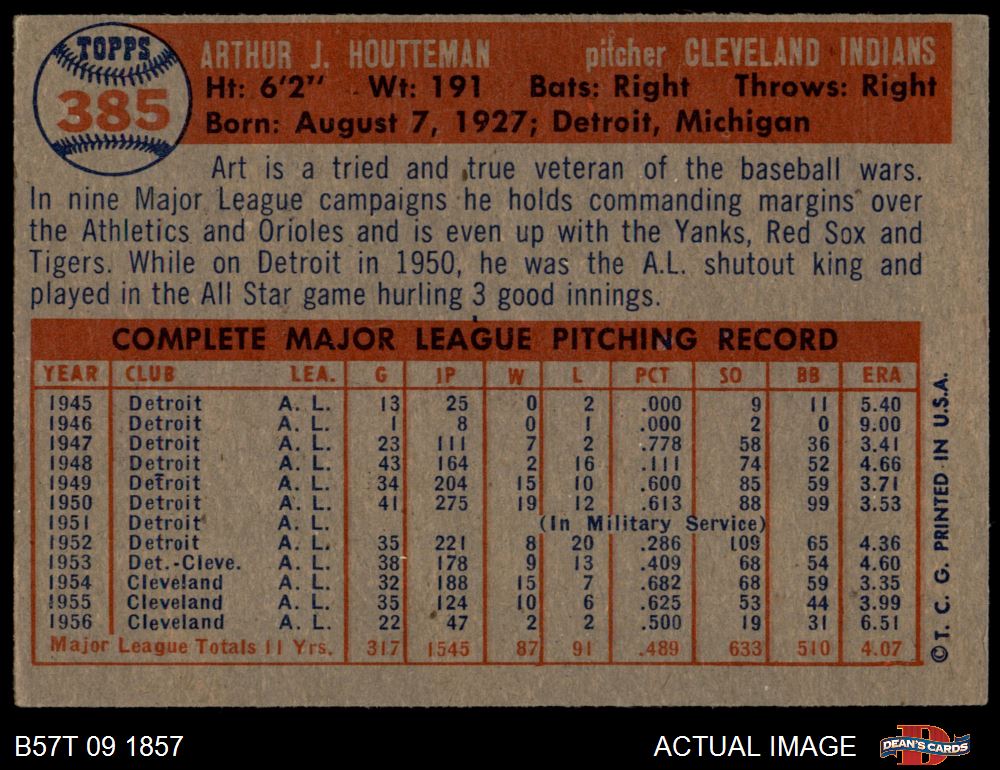 TOPPS
385
ARTHUR J. HOUTTEMAN pitcher CLEVELAND INDIANS
Ht: 6'2" Wt: 191 Bats: Right Throws: Right
Born: August 7, 1927; Detroit, Michigan
Art is a tried and true veteran of the baseball wars.
In nine Major League campaigns he holds commanding margins over
the Athletics and Orioles and is even up with the Yanks, Red Sox and
Tigers. While on Detroit in 1950, he was the A.L. shutout king and
played in the All Star game hurling 3 good innings.
COMPLETE MAJOR LEAGUE PITCHING RECORD
YEAR CLUB LEA. G IP W L PCT SO BB ERA
1945 Detroit A. L. 13 25 0 2 .000 9 11 5.40
1946 Detroit A. L. 1 8 0 1 .000 2 0 9.00
1947 Detroit A. L. 23 111 7 2 .778 58 36 3.41
1948 Detroit A. L. 43 164 2 16 .111 74 52 4.66
1949 Detroit A. L. 34 204 15 10 .600 85 59 3.71
1950 Detroit A. L. 41 275 19 12 .613 88 99 3.53
1951 Detroit A. L. (In Military Service)
1952 Detroit A. L. 35 221 8 20 .286 109 65 4.36
1953 Det.-Cleve. A. L. 38 178 9 13 .409 68 54 4.60
1954 Cleveland A. L. 32 188 15 7 .682 68 59 3.35
1955 Cleveland A. L. 35 124 10 6 .625 53 44 3.99
1956 Cleveland A. L. 22 47 2 2 .500 19 31 6.51
Major League Totals 11 Yrs. 317 1545 87 91 .489 633 510 4.07
©T. C. G. PRINTED IN U.S.A.
B57T 09 1857
ACTUAL IMAGE
D
DEAN'S CARDS